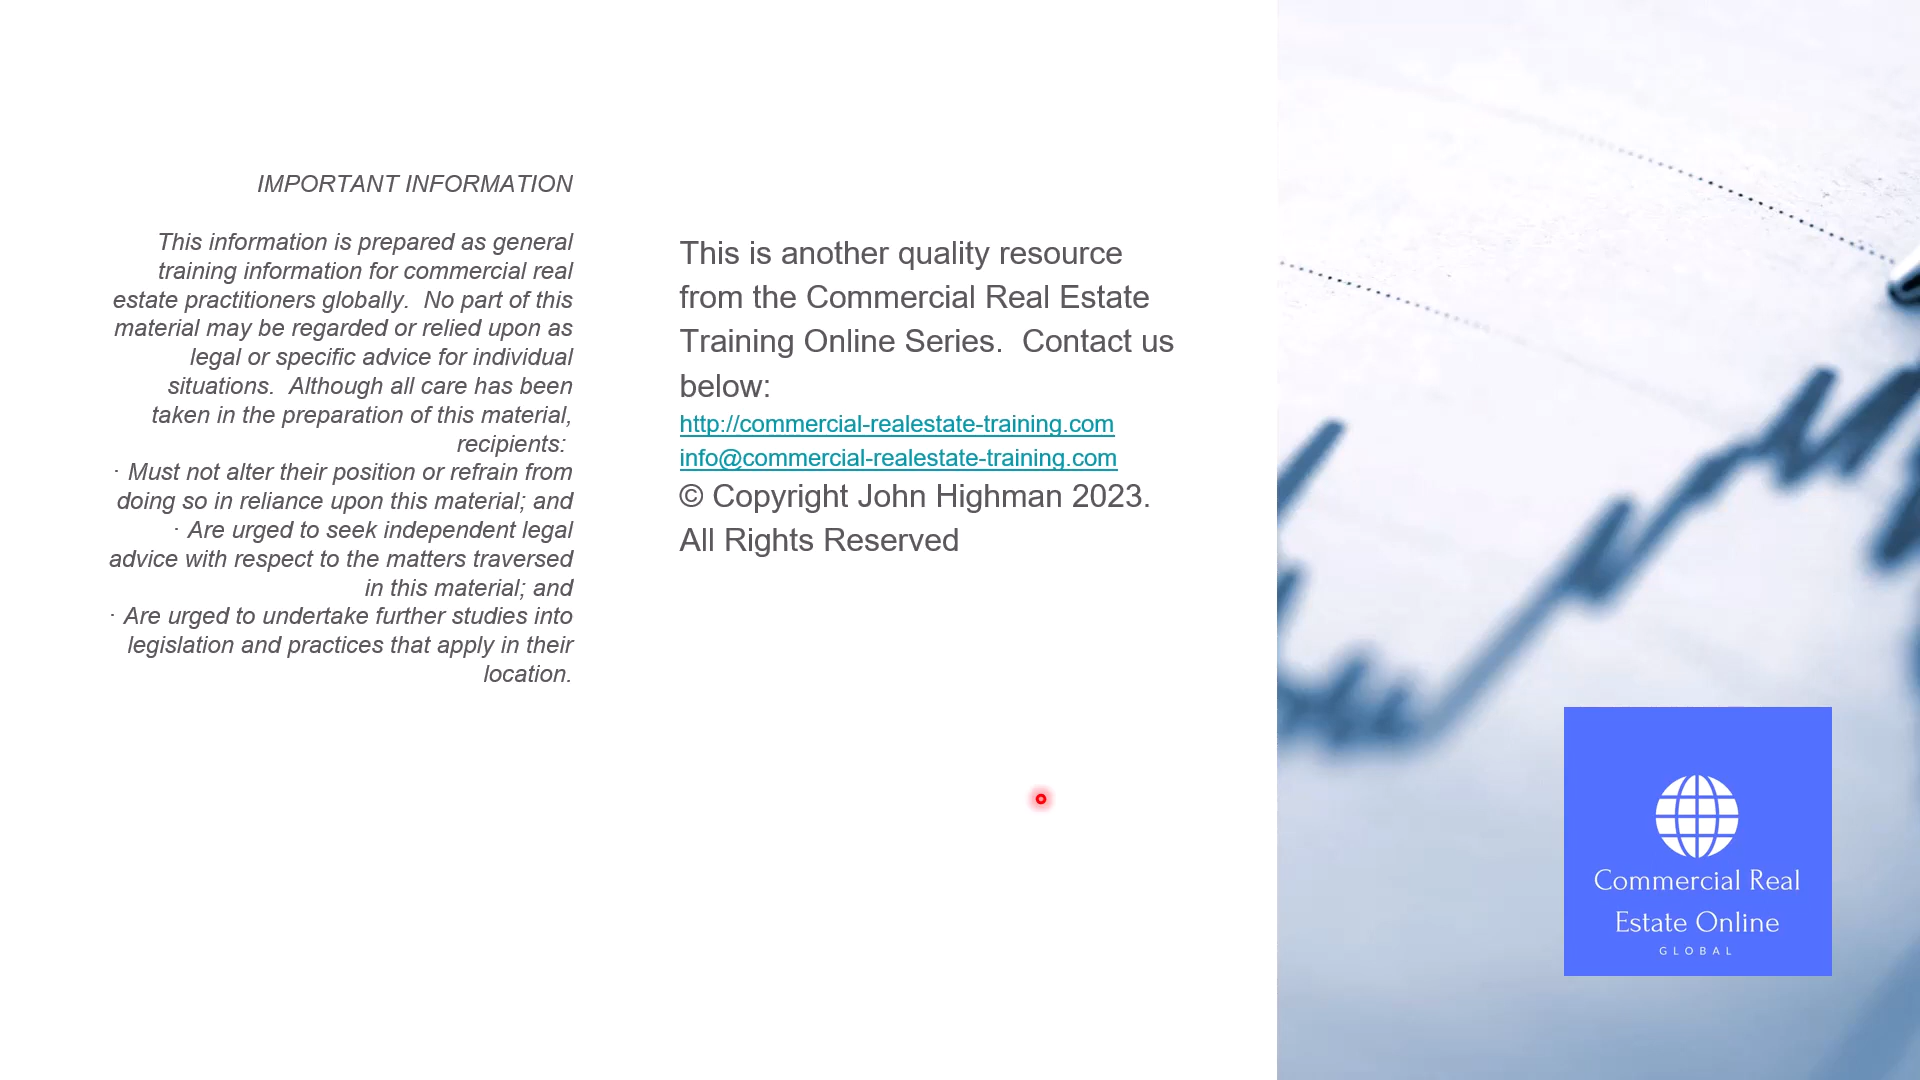 IMPORTANT INFORMATION
This information is prepared as general
training information for commercial real
estate practitioners globally.  No part of this
material may be regarded or relied upon as
legal or specific advice for individual
situations.  Although all care has been
taken in the preparation of this material,
recipients:
· Must not alter their position or refrain from
doing so in reliance upon this material; and
· Are urged to seek independent legal
advice with respect to the matters traversed
in this material; and
· Are urged to undertake further studies into
legislation and practices that apply in their
location.
This is another quality resource
from the Commercial Real Estate
Training Online Series.  Contact us
below:
http://commercial-realestate-training.com
info@commercial-realestate-training.com
© Copyright John Highman 2023.
All Rights Reserved
Commercial Real
Estate Online
GLOBAL